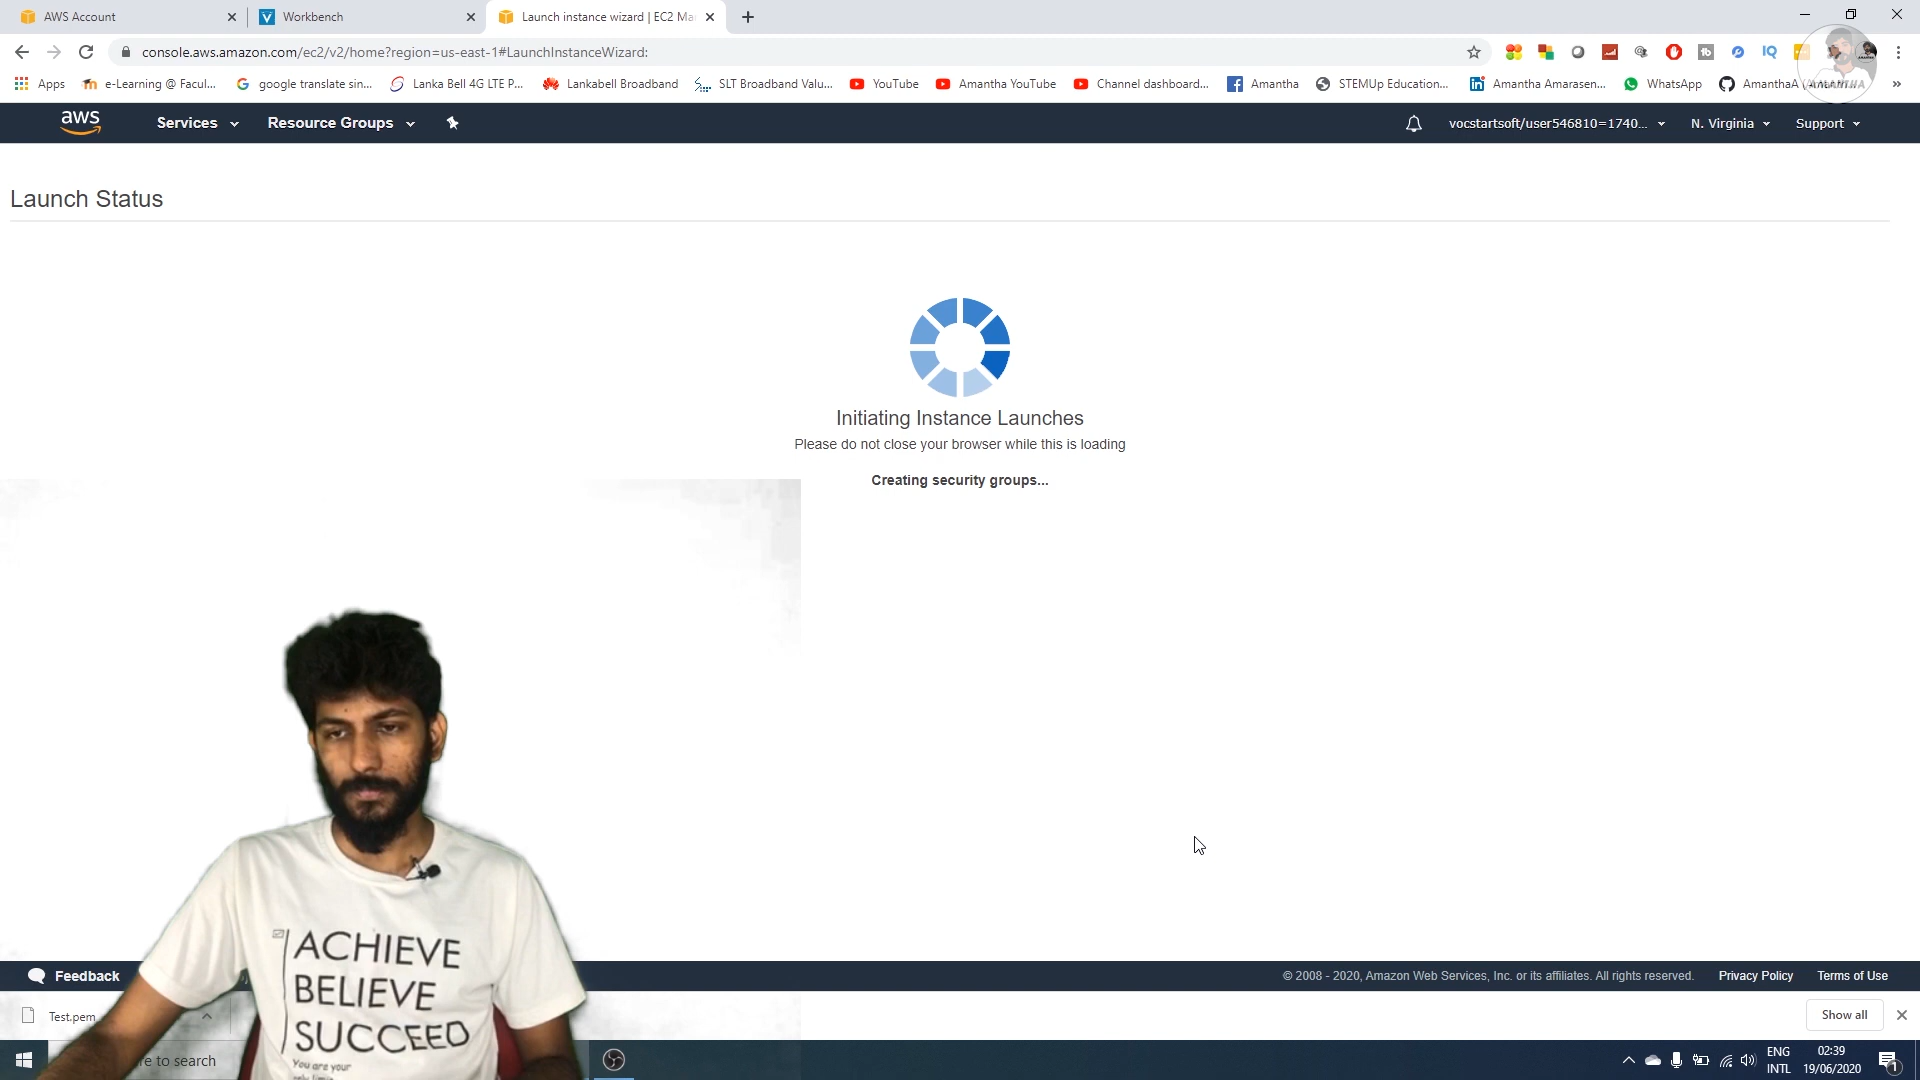 AWS Account
Workbench
Launch instance wizard | EC2 Ma
console.aws.amazon.com/ec2/v2/home?region=us-east-1#LaunchInstanceWizard:
Apps
e-Learning @ Facul...
google translate sin...
Lanka Bell 4G LTE P...
Lankabell Broadband
SLT Broadband Valu...
YouTube
Amantha YouTube
Channel dashboard...
Amantha
STEMUp Education...
Amantha Amarasen...
WhatsApp
aws
Services
Resource Groups
vocstartsoft/user546810=1740...
N. Virginia
Support
Launch Status
Initiating Instance Launches
Please do not close your browser while this is loading
Creating security groups...
ACHIEVE
BELIEVE
SUCCEED
You are your
Feedback
© 2008 - 2020, Amazon Web Services, Inc. or its affiliates. All rights reserved.
Privacy Policy
Terms of Use
Test.pem
Show all
re to search
ENG
INTL
02:39
19/06/2020